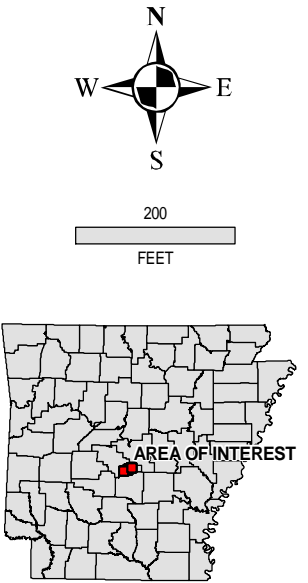 N
W E
S
200
FEET
AREA OF INTEREST